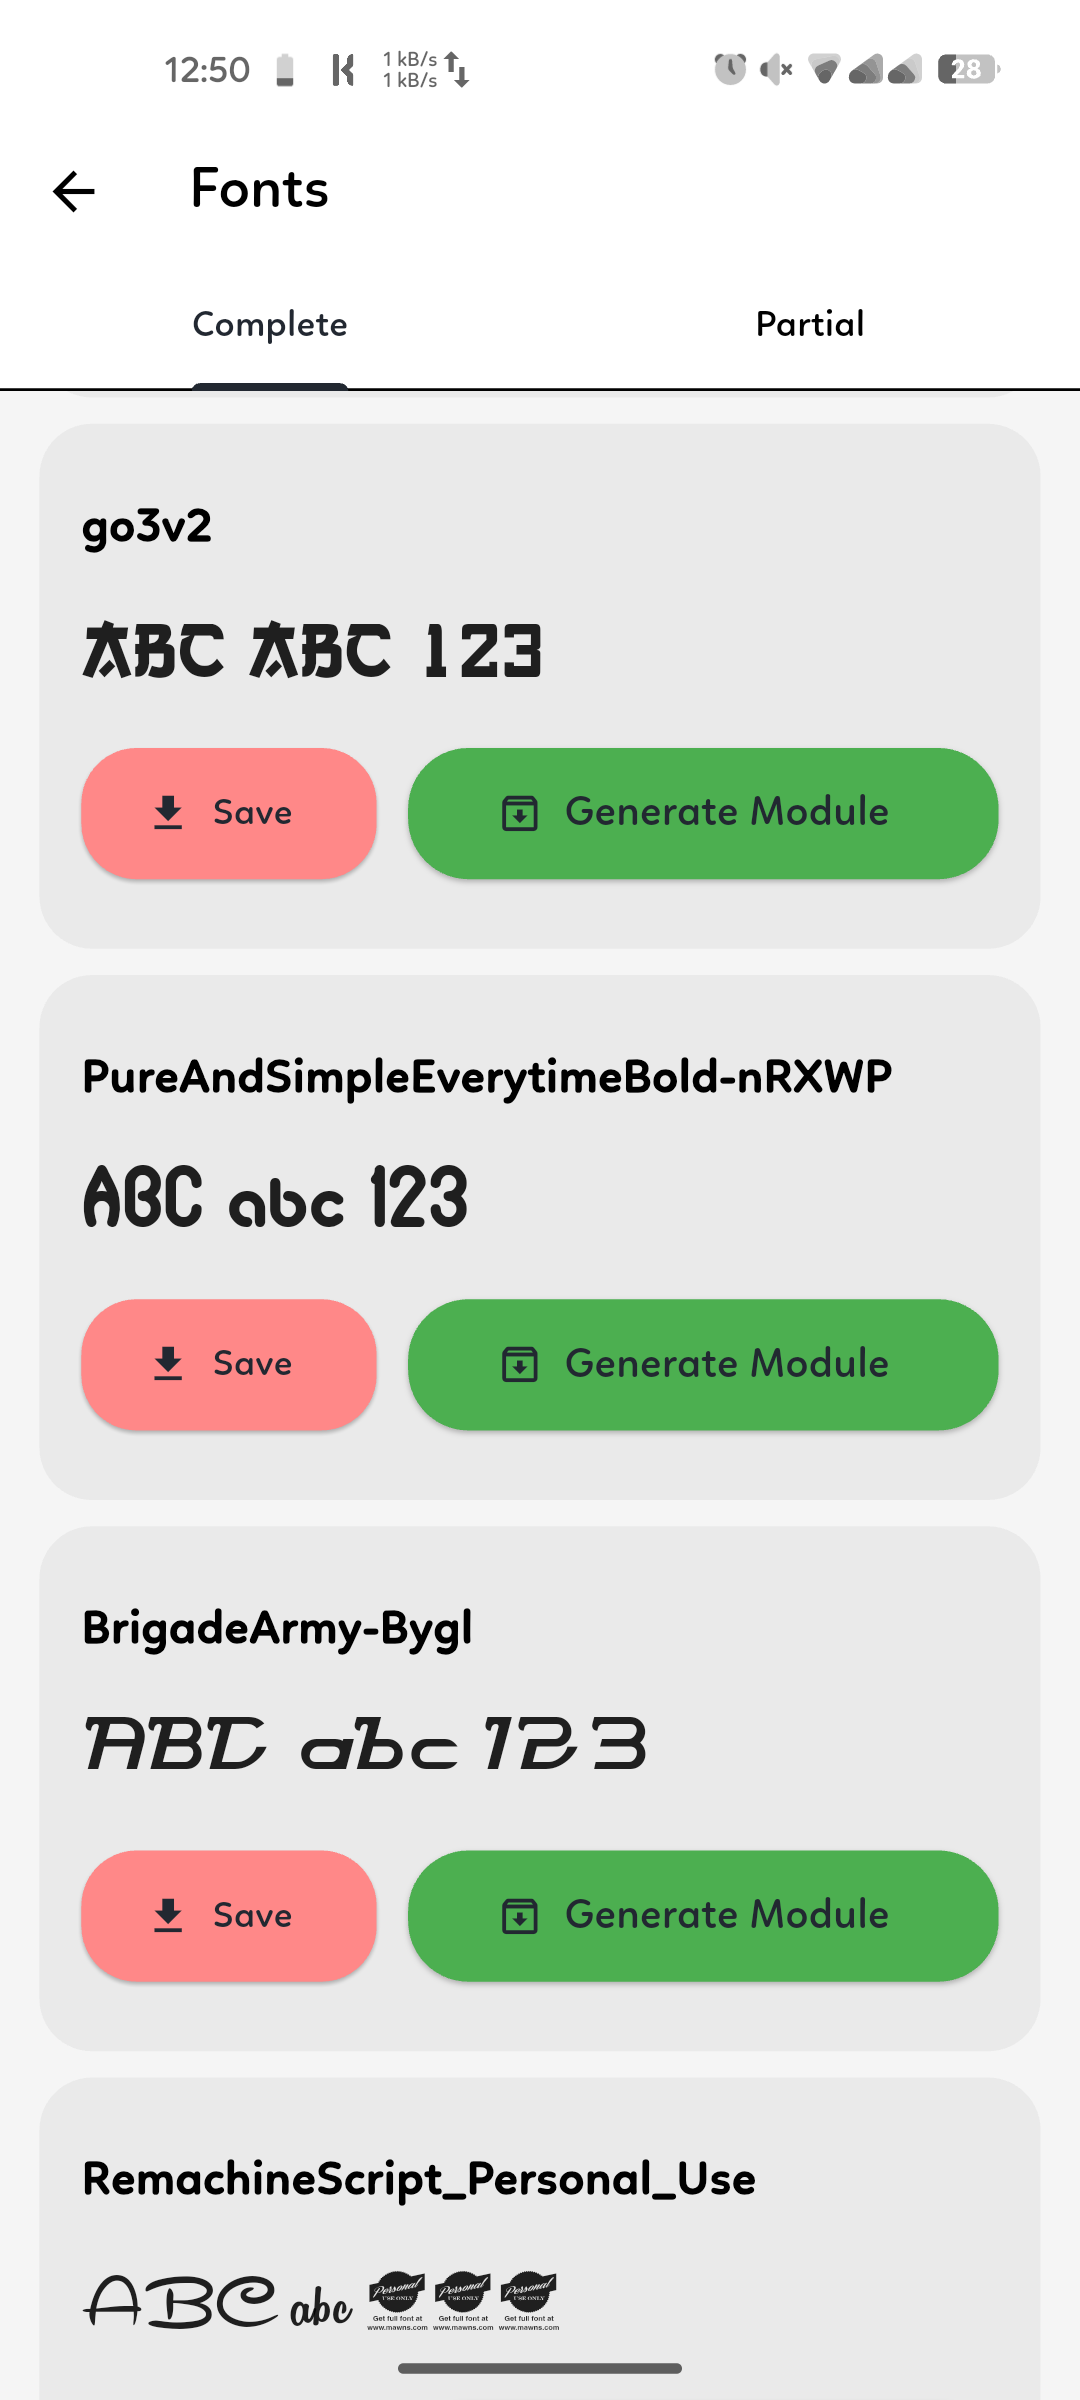 12:50
1 kB/s
1 kB/s
28
Fonts
Complete Partial
go3v2
ABC ABC 123
Save Generate Module
PureAndSimpleEverytimeBold-nRXWP
ABC abc 123
Save Generate Module
BrigadeArmy-Bygl
ABC abc 123
Save Generate Module
RemachineScript_Personal_Use
ABC abc
Personal Personal Personal
USE ONLY USE ONLY USE ONLY
Get full font at Get full font at Get full font at
www.mawns.com www.mawns.com www.mawns.com